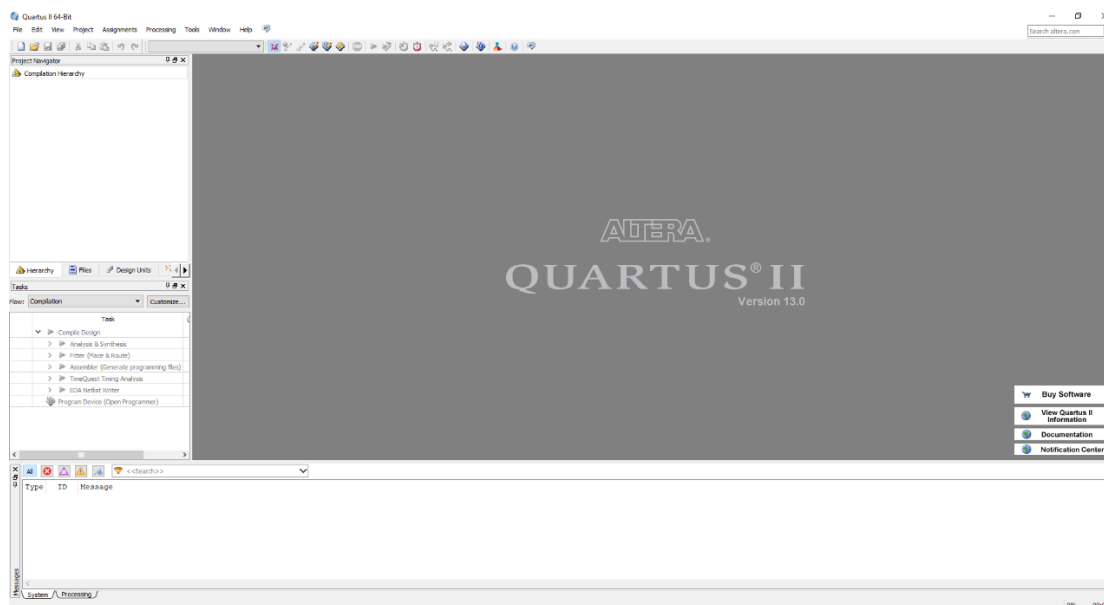 Quartus II 64-Bit
File Edit View Project Assignments Processing Tools Window Help
Search altera.com
Project Navigator
Compilation Hierarchy
Hierarchy Files Design Units
Tasks
Flow: Compilation Customize...
Task
Compile Design
Analysis & Synthesis
Fitter (Place & Route)
Assembler (Generate programming files)
TimeQuest Timing Analysis
EDA Netlist Writer
Program Device (Open Programmer)
ALTERA®
QUARTUS® II
Version 13.0
Buy Software
View Quartus II
Information
Documentation
Notification Center
All <<Search>>
Type ID Message
Messages
System Processing